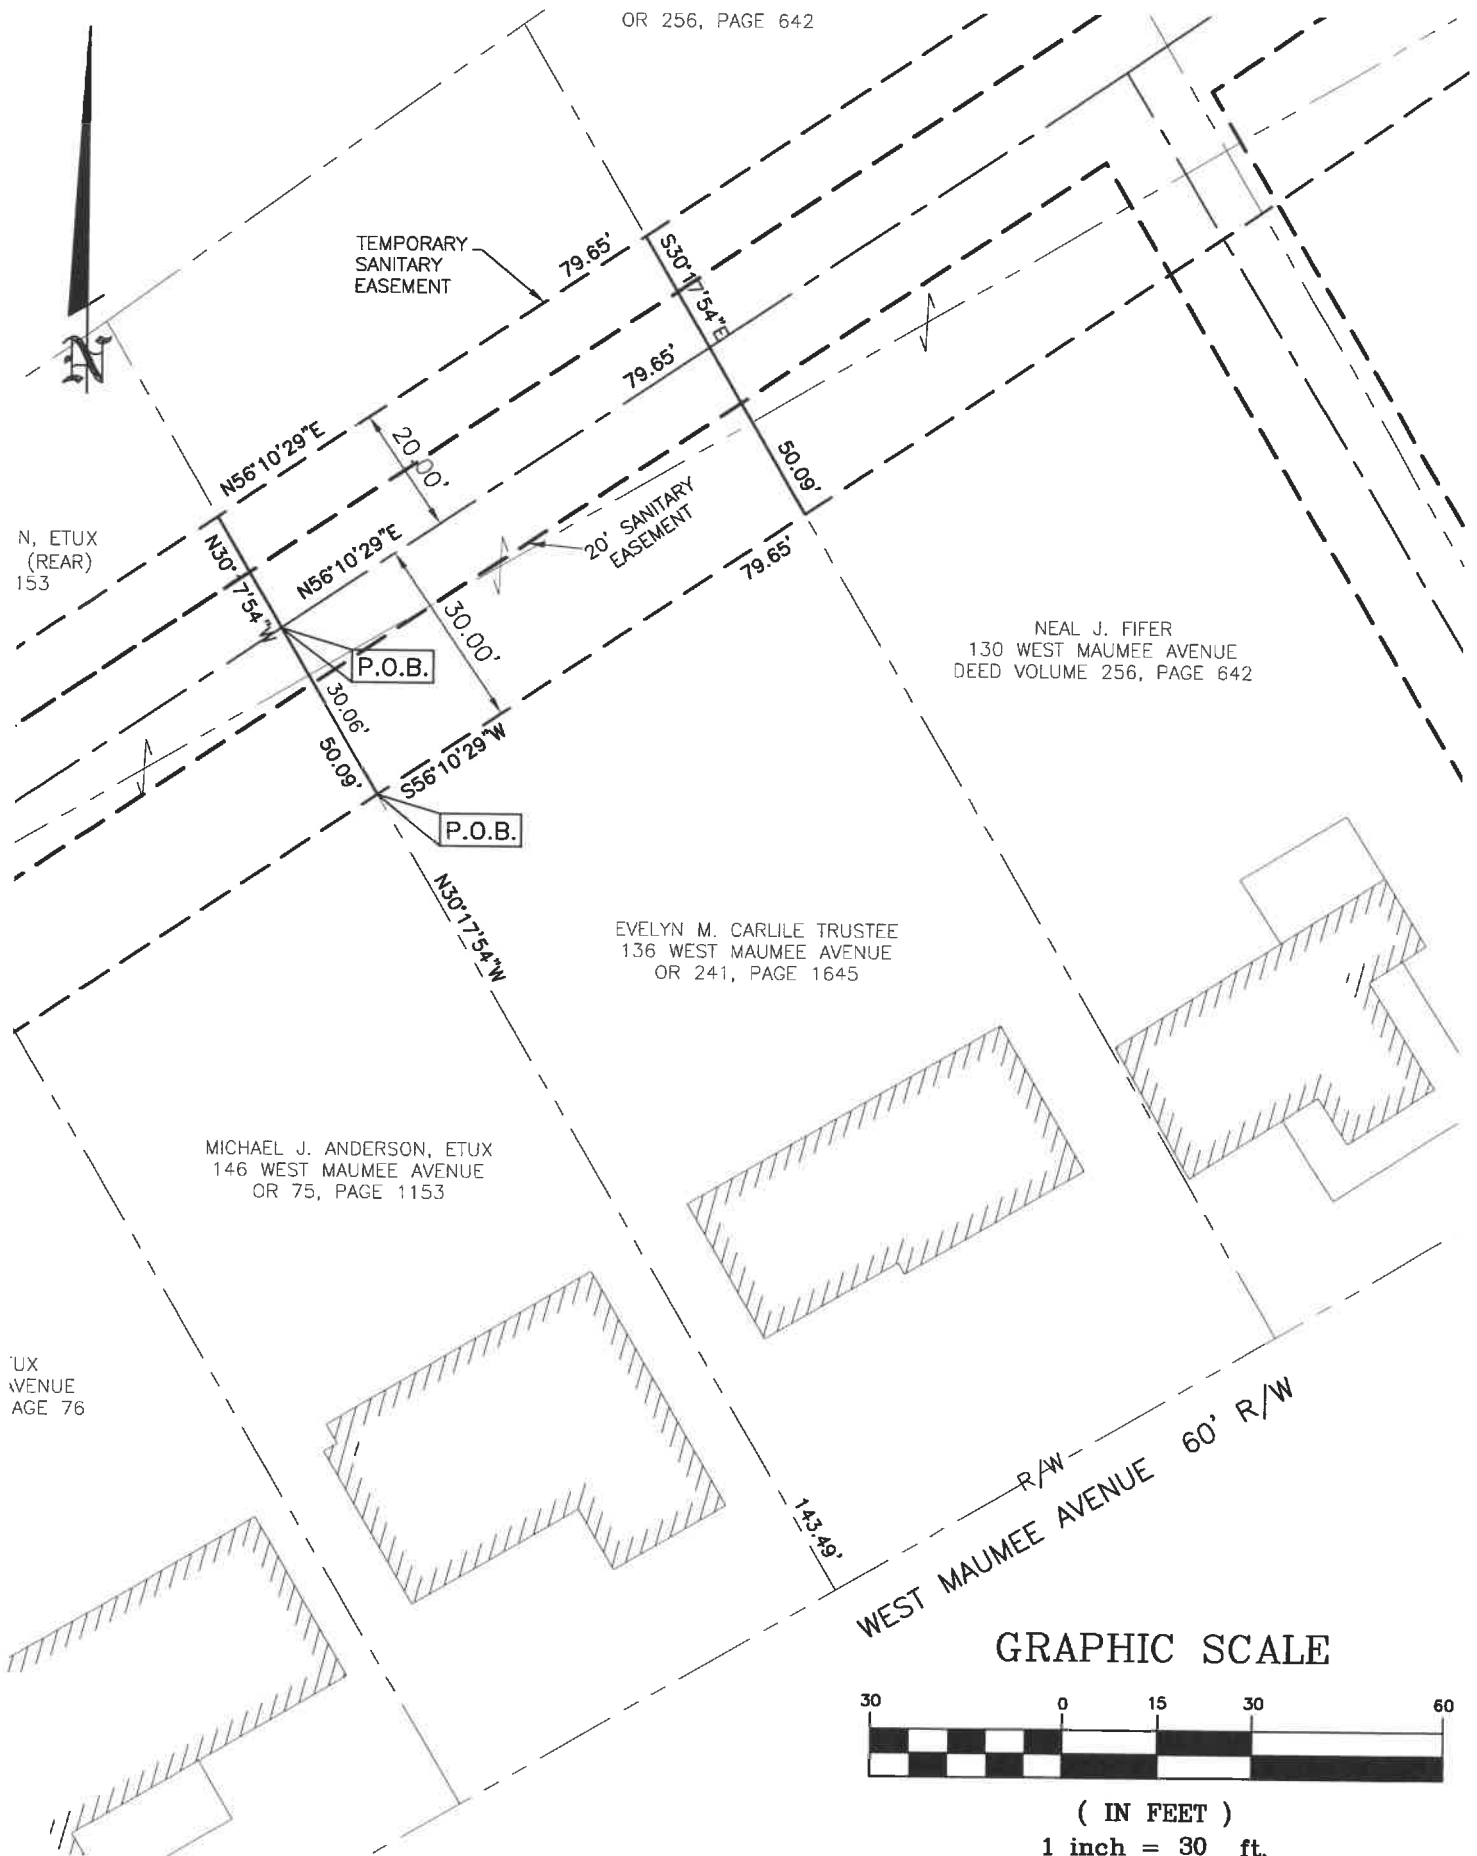 OR 256, PAGE 642
N
TEMPORARY
SANITARY
EASEMENT
79.65'
S30°17'54"E
79.65'
N56°10'29"E
20.00'
50.09'
20' SANITARY
EASEMENT
N, ETUX
(REAR)
153
N56°10'29"E
79.65'
30.00'
P.O.B.
30.06'
50.09'
S56°10'29"W
P.O.B.
NEAL J. FIFER
130 WEST MAUMEE AVENUE
DEED VOLUME 256, PAGE 642
N30°17'54"W
EVELYN M. CARLILE TRUSTEE
136 WEST MAUMEE AVENUE
OR 241, PAGE 1645
MICHAEL J. ANDERSON, ETUX
146 WEST MAUMEE AVENUE
OR 75, PAGE 1153
UX
AVENUE
AGE 76
143.49'
R/W
WEST MAUMEE AVENUE 60' R/W
GRAPHIC SCALE
30 0 15 30 60
( IN FEET )
1 inch = 30 ft.